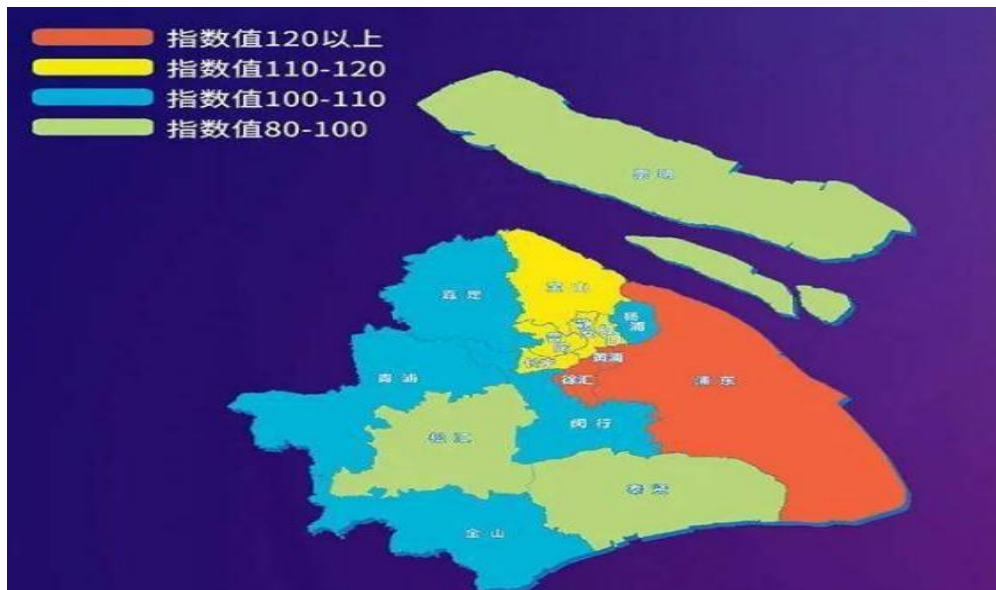 指数值120以上
指数值110-120
指数值100-110
指数值80-100
崇明
嘉定
宝山
杨浦
黄浦
青浦
徐汇
浦东
闵行
松江
奉贤
金山